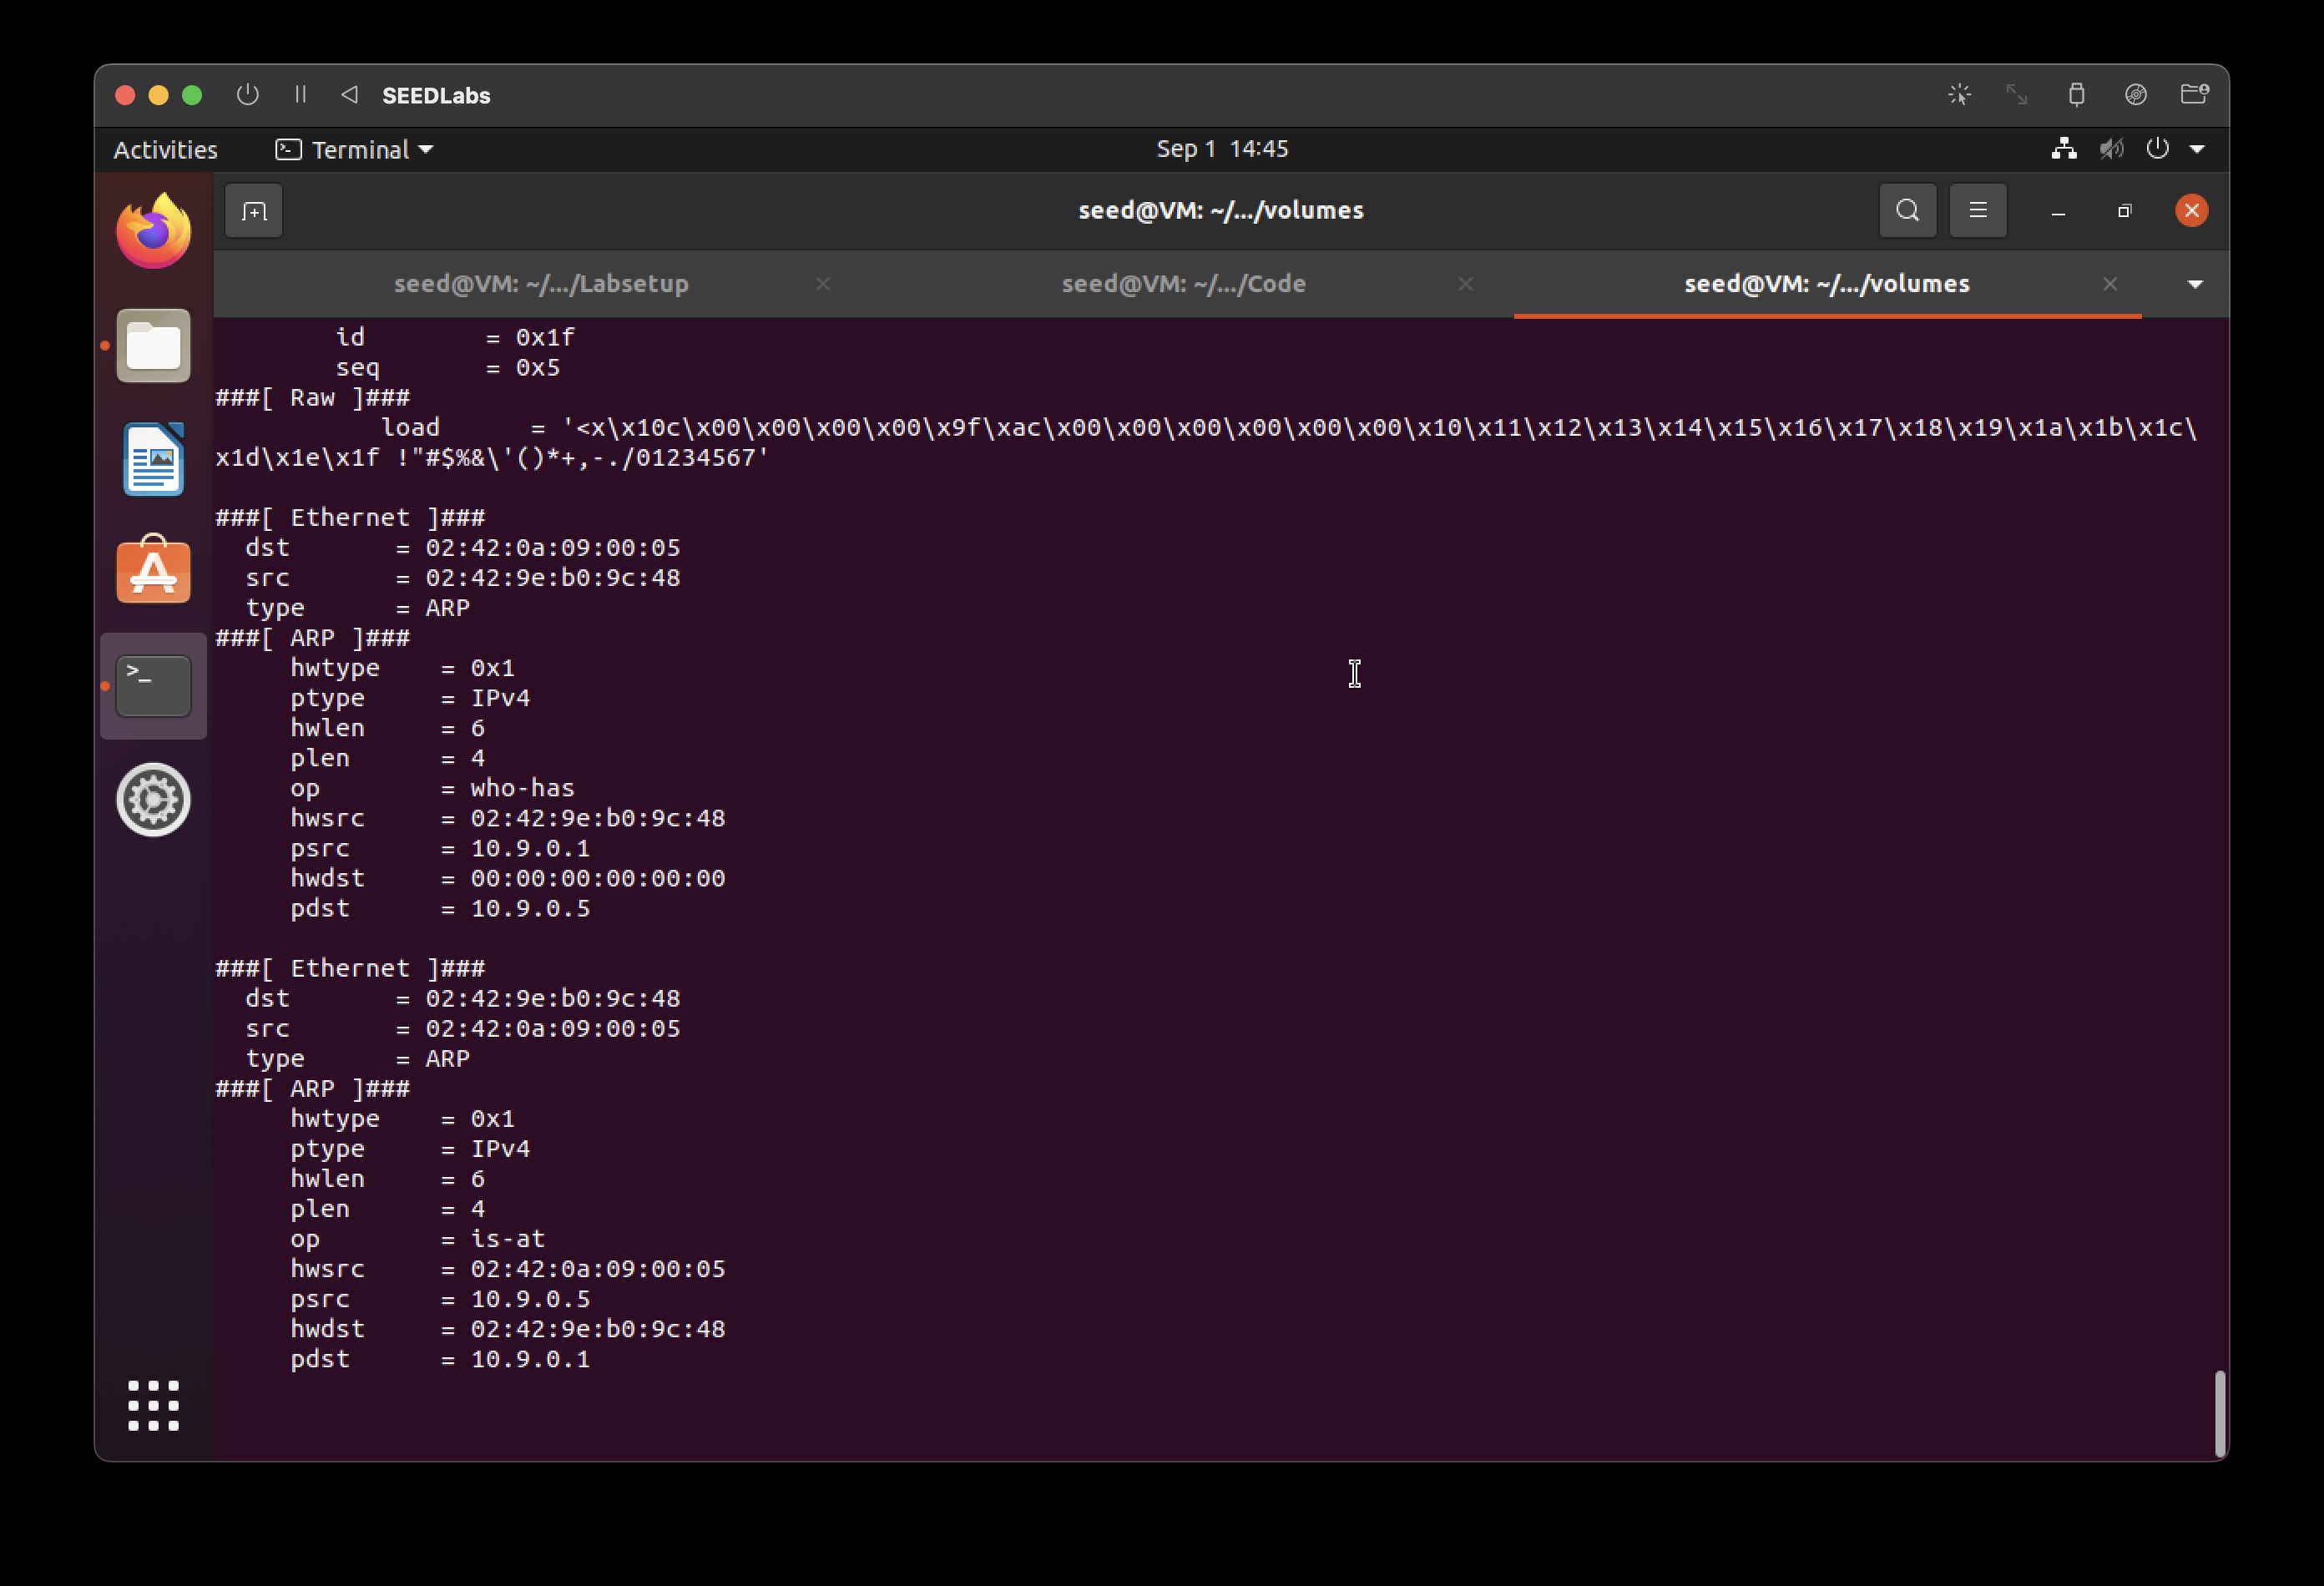 SEEDLabs
Activities Terminal Sep 1 14:45
seed@VM: ~/.../volumes
seed@VM: ~/.../Labsetup seed@VM: ~/.../Code seed@VM: ~/.../volumes
id = 0x1f
seq = 0x5
###[ Raw ]###
load = '<x\x10c\x00\x00\x00\x00\x9f\xac\x00\x00\x00\x00\x00\x00\x10\x11\x12\x13\x14\x15\x16\x17\x18\x19\x1a\x1b\x1c\
x1d\x1e\x1f !"#$%&\'()*+,-./01234567'
###[ Ethernet ]###
dst = 02:42:0a:09:00:05
src = 02:42:9e:b0:9c:48
type = ARP
###[ ARP ]###
hwtype = 0x1
ptype = IPv4
hwlen = 6
plen = 4
op = who-has
hwsrc = 02:42:9e:b0:9c:48
psrc = 10.9.0.1
hwdst = 00:00:00:00:00:00
pdst = 10.9.0.5
###[ Ethernet ]###
dst = 02:42:9e:b0:9c:48
src = 02:42:0a:09:00:05
type = ARP
###[ ARP ]###
hwtype = 0x1
ptype = IPv4
hwlen = 6
plen = 4
op = is-at
hwsrc = 02:42:0a:09:00:05
psrc = 10.9.0.5
hwdst = 02:42:9e:b0:9c:48
pdst = 10.9.0.1